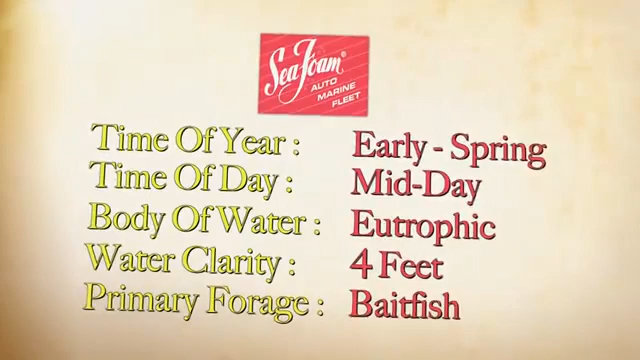 Sea Foam®
AUTO
MARINE
FLEET
Time Of Year : Early - Spring
Time Of Day : Mid-Day
Body Of Water : Eutrophic
Water Clarity : 4 Feet
Primary Forage : Baitfish